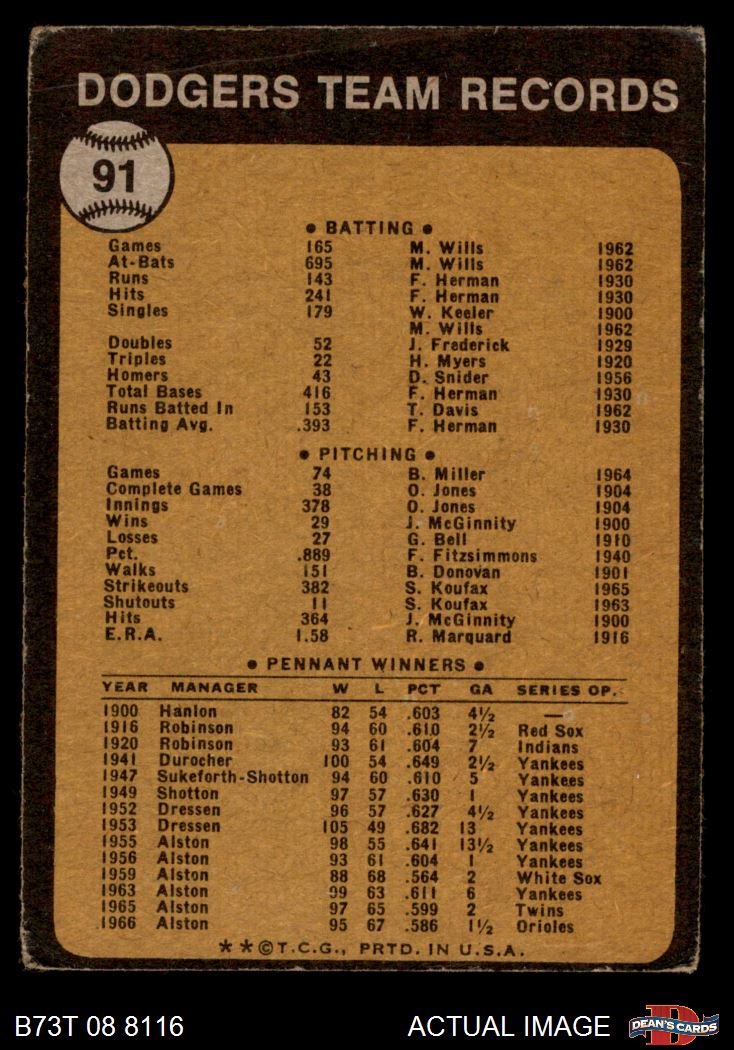 DODGERS TEAM RECORDS
91
• BATTING •
Games 165 M. Wills 1962
At-Bats 695 M. Wills 1962
Runs 143 F. Herman 1930
Hits 241 F. Herman 1930
Singles 179 W. Keeler 1900
M. Wills 1962
Doubles 52 J. Frederick 1929
Triples 22 H. Myers 1920
Homers 43 D. Snider 1956
Total Bases 416 F. Herman 1930
Runs Batted In 153 T. Davis 1962
Batting Avg. .393 F. Herman 1930
• PITCHING •
Games 74 B. Miller 1964
Complete Games 38 O. Jones 1904
Innings 378 O. Jones 1904
Wins 29 J. McGinnity 1900
Losses 27 G. Bell 1910
Pct. .889 F. Fitzsimmons 1940
Walks 151 B. Donovan 1901
Strikeouts 382 S. Koufax 1965
Shutouts 11 S. Koufax 1963
Hits 364 J. McGinnity 1900
E.R.A. 1.58 R. Marquard 1916
• PENNANT WINNERS •
YEAR MANAGER W L PCT GA SERIES OP.
1900 Hanlon 82 54 .603 4½ —
1916 Robinson 94 60 .610 2½ Red Sox
1920 Robinson 93 61 .604 7 Indians
1941 Durocher 100 54 .649 2½ Yankees
1947 Sukeforth-Shotton 94 60 .610 5 Yankees
1949 Shotton 97 57 .630 1 Yankees
1952 Dressen 96 57 .627 4½ Yankees
1953 Dressen 105 49 .682 13 Yankees
1955 Alston 98 55 .641 13½ Yankees
1956 Alston 93 61 .604 1 Yankees
1959 Alston 88 68 .564 2 White Sox
1963 Alston 99 63 .611 6 Yankees
1965 Alston 97 65 .599 2 Twins
1966 Alston 95 67 .586 1½ Orioles
* * © T.C.G., PRTD. IN U.S.A.
B73T 08 8116 ACTUAL IMAGE DEAN'S CARDS